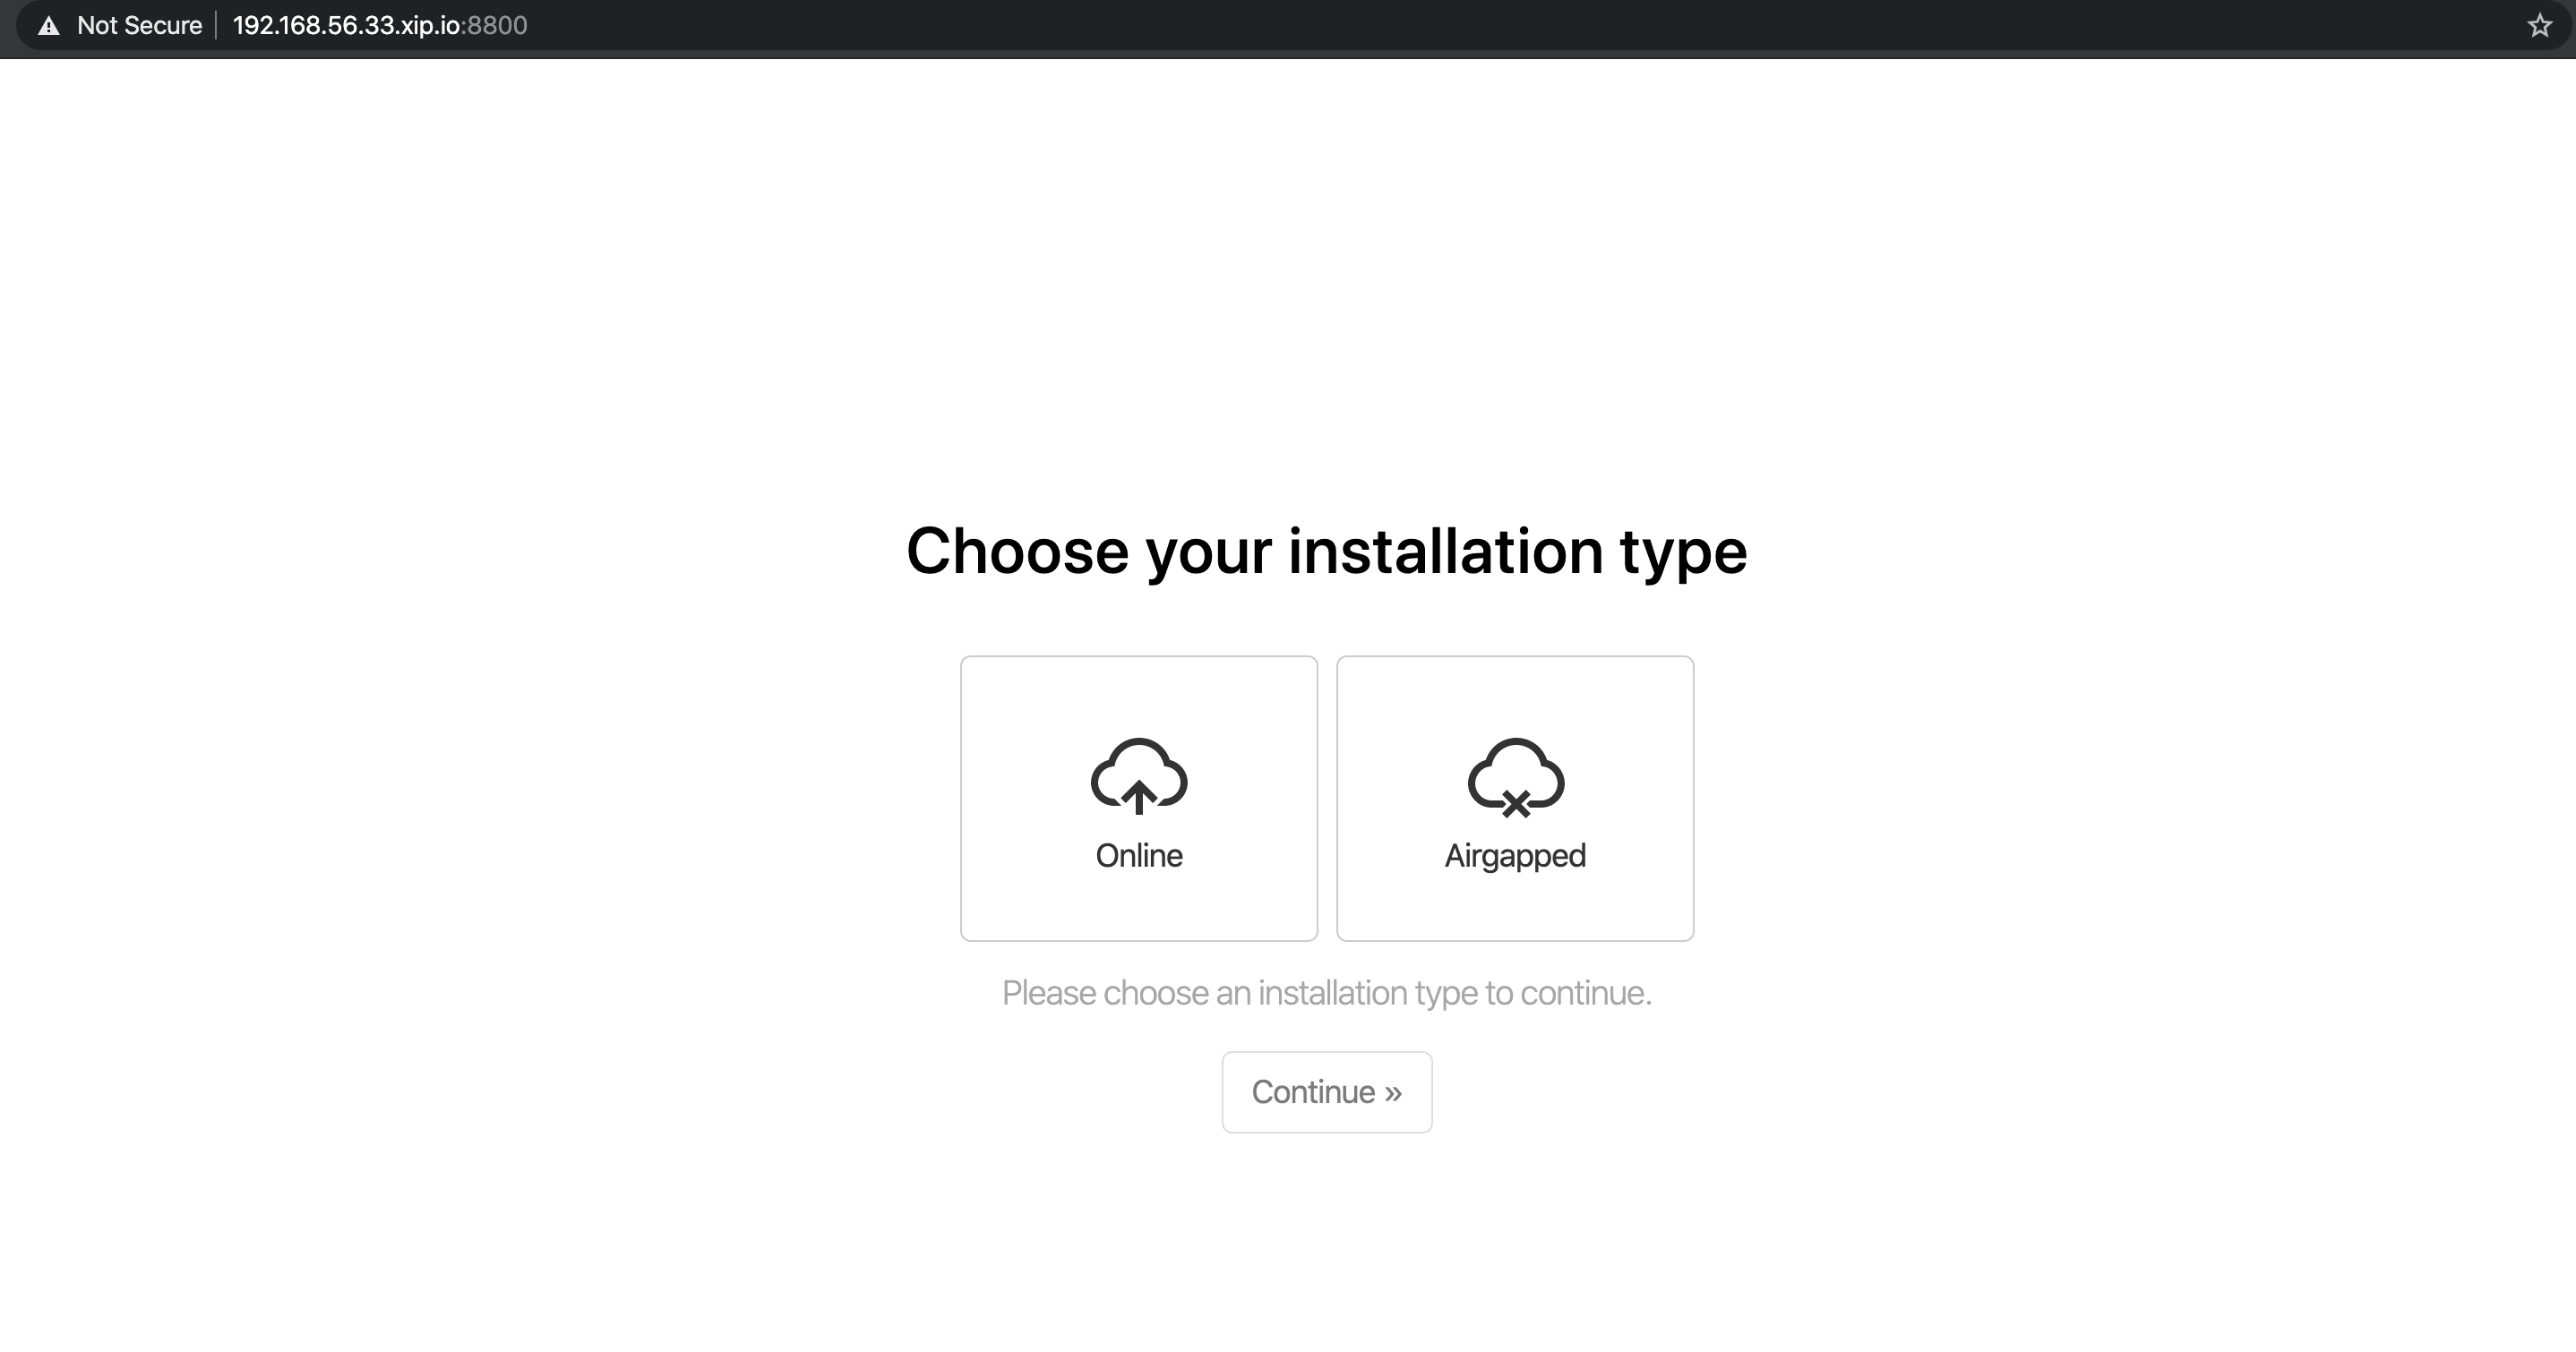 Not Secure 192.168.56.33.xip.io:8800
Choose your installation type
Online Airgapped
Please choose an installation type to continue.
Continue »